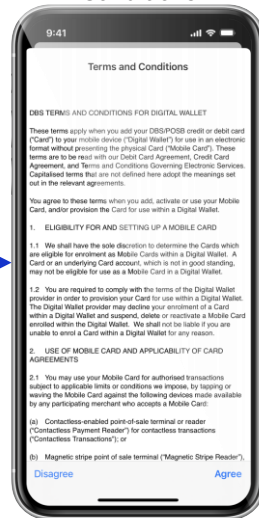 9:41
Terms and Conditions
DBS TERMS AND CONDITIONS FOR DIGITAL WALLET
These terms apply when you add your DBS/POSB credit or debit card
("Card") to your mobile device ("Digital Wallet") for use in an electronic
format without presenting the physical Card ("Mobile Card"). These
terms are to be read with our Debit Card Agreement, Credit Card
Agreement, and Terms and Conditions Governing Electronic Services.
Capitalised terms that are not defined here adopt the meanings set
out in the relevant agreements.
You agree to these terms when you add, activate or use your Mobile
Card, and/or provision the Card for use within a Digital Wallet.
1. ELIGIBILITY FOR AND SETTING UP A MOBILE CARD
1.1 We shall have the sole discretion to determine the Cards which
are eligible for enrolment as Mobile Cards within a Digital Wallet. A
Card or an underlying Card account, which is not in good standing,
may not be eligible for use as a Mobile Card in a Digital Wallet.
1.2 You are required to comply with the terms of the Digital Wallet
provider in order to provision your Card for use within a Digital Wallet.
The Digital Wallet provider may decline your enrolment of a Card
within a Digital Wallet and suspend, delete or reactivate a Mobile Card
enrolled within the Digital Wallet. We shall not be liable if you are
unable to enrol a Card within a Digital Wallet for any reason.
2. USE OF MOBILE CARD AND APPLICABILITY OF CARD
AGREEMENTS
2.1 You may use your Mobile Card for authorised transactions
subject to applicable limits or conditions we impose, by tapping or
waving the Mobile Card against the following devices made available
by any participating merchant who accepts a Mobile Card:
(a) Contactless-enabled point-of-sale terminal or reader
("Contactless Payment Reader") for contactless transactions
("Contactless Transactions"); or
(b) Magnetic stripe point of sale terminal ("Magnetic Stripe Reader"),
Disagree Agree